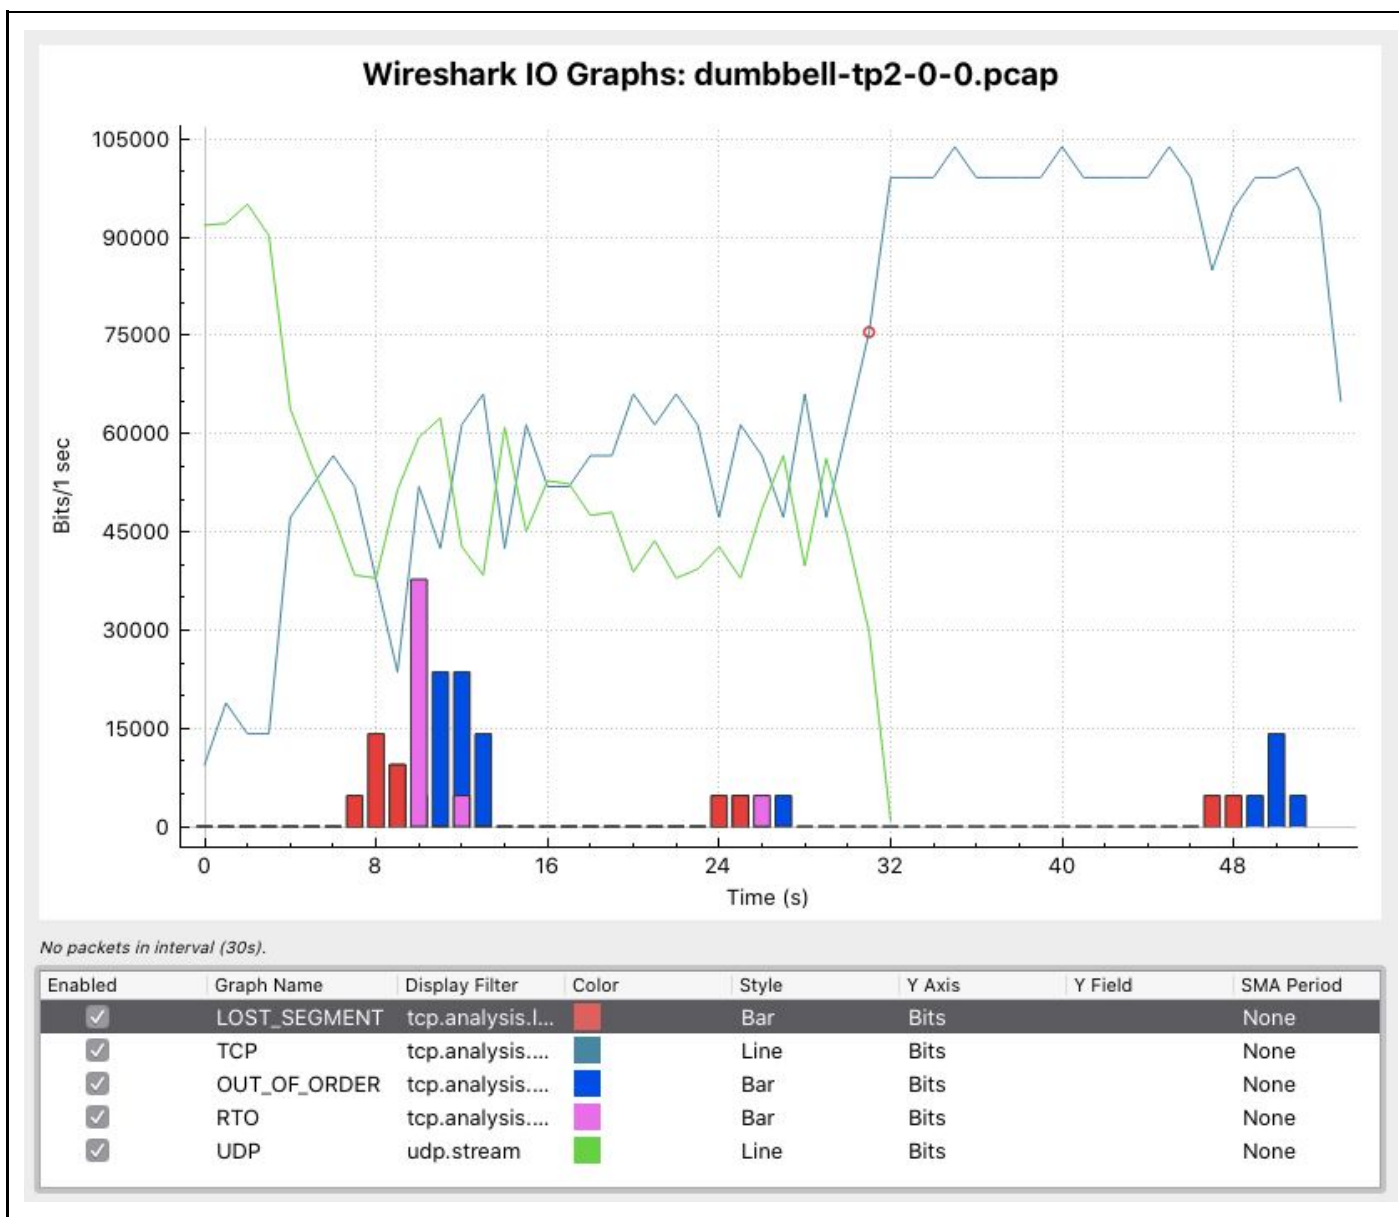 Wireshark IO Graphs: dumbbell-tp2-0-0.pcap
105000
90000
75000
60000
45000
30000
15000
0
Bits/1 sec
0 8 16 24 32 40 48
Time (s)
No packets in interval (30s).
Enabled Graph Name Display Filter Color Style Y Axis Y Field SMA Period
LOST_SEGMENT tcp.analysis.l... Bar Bits None
TCP tcp.analysis.... Line Bits None
OUT_OF_ORDER tcp.analysis.... Bar Bits None
RTO tcp.analysis.... Bar Bits None
UDP udp.stream Line Bits None